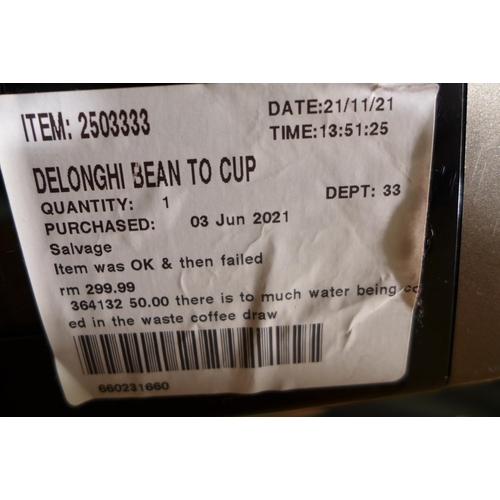 ITEM: 2503333 DATE:21/11/21
TIME:13:51:25
DELONGHI BEAN TO CUP
QUANTITY: 1 DEPT: 33
PURCHASED: 03 Jun 2021
Salvage
Item was OK & then failed
rm 299.99
364132 50.00 there is to much water being
ed in the waste coffee draw
660231660